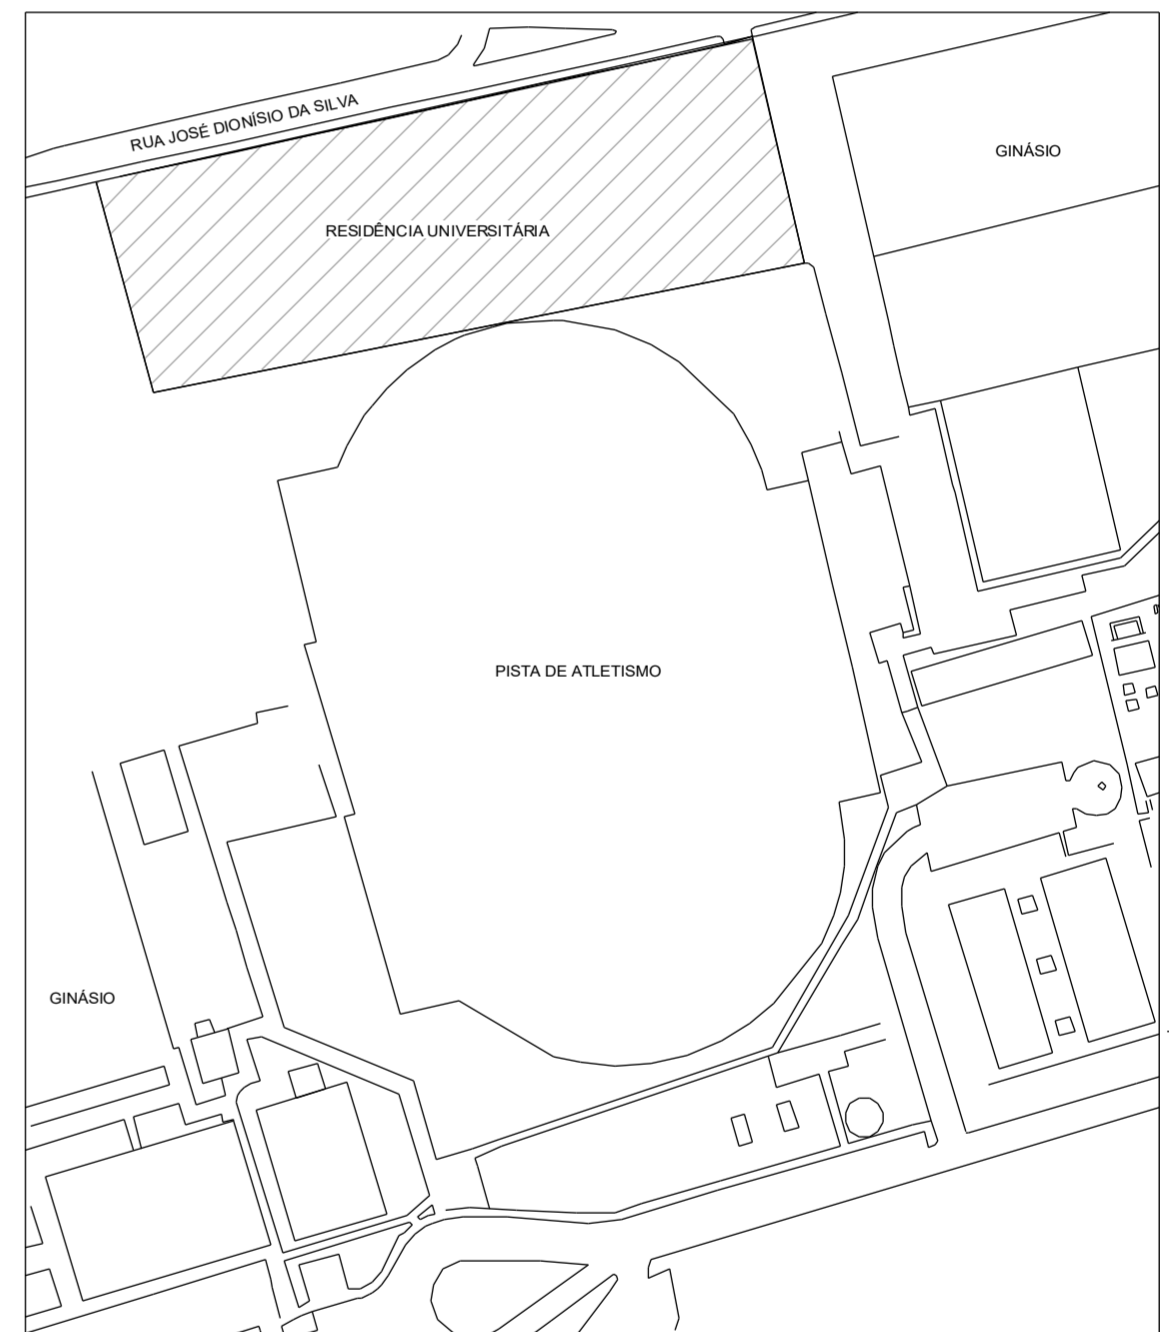 RUA JOSÉ DIONÍSIO DA SILVA
GINÁSIO
RESIDÊNCIA UNIVERSITÁRIA
PISTA DE ATLETISMO
GINÁSIO